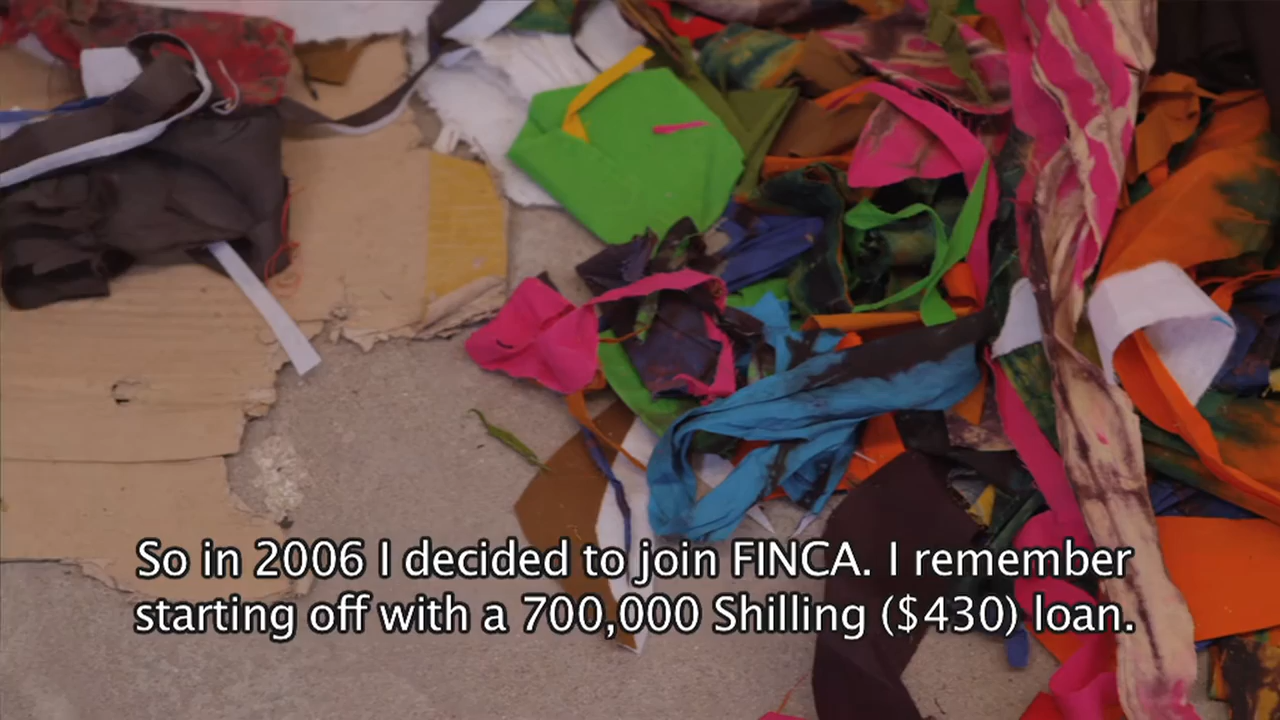 So in 2006 I decided to join FINCA. I remember
starting off with a 700,000 Shilling ($430) loan.